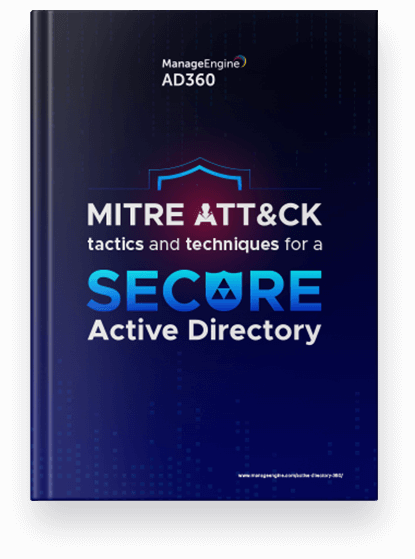 ManageEngine
AD360
MITRE ATT&CK
tactics and techniques for a
SECURE
Active Directory
www.manageengine.com/active-directory-360/